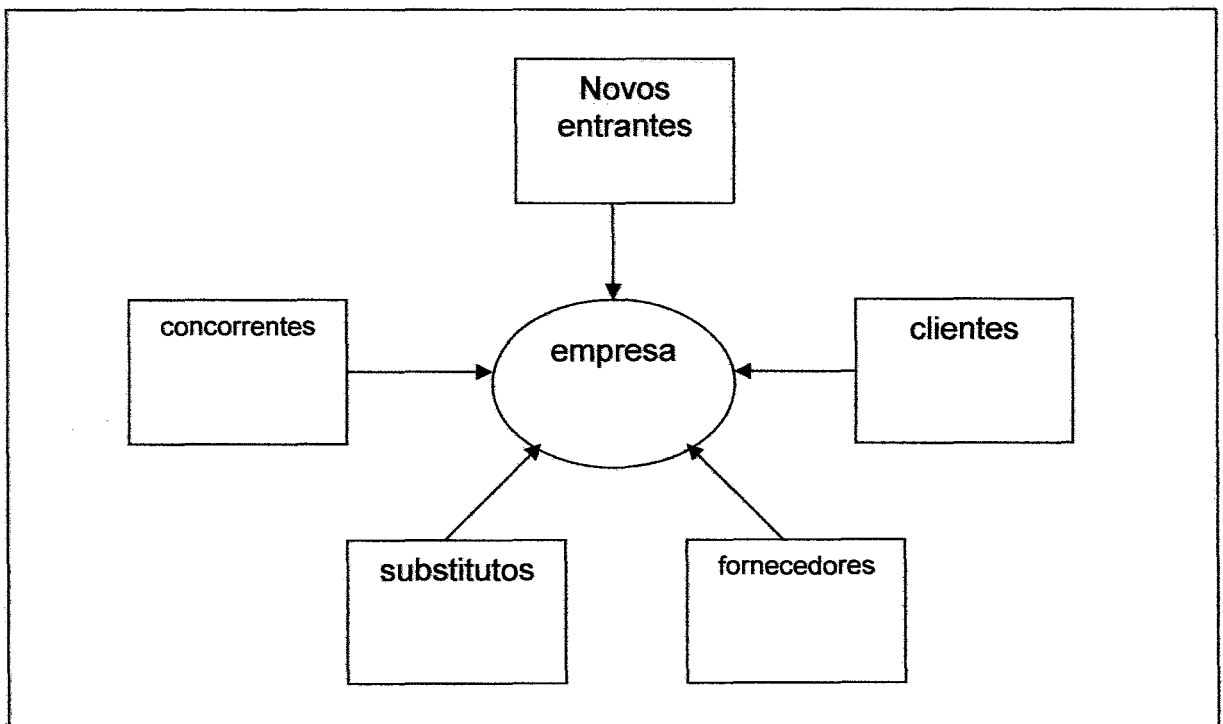 Novos
entrantes
concorrentes
empresa
clientes
substitutos
fornecedores